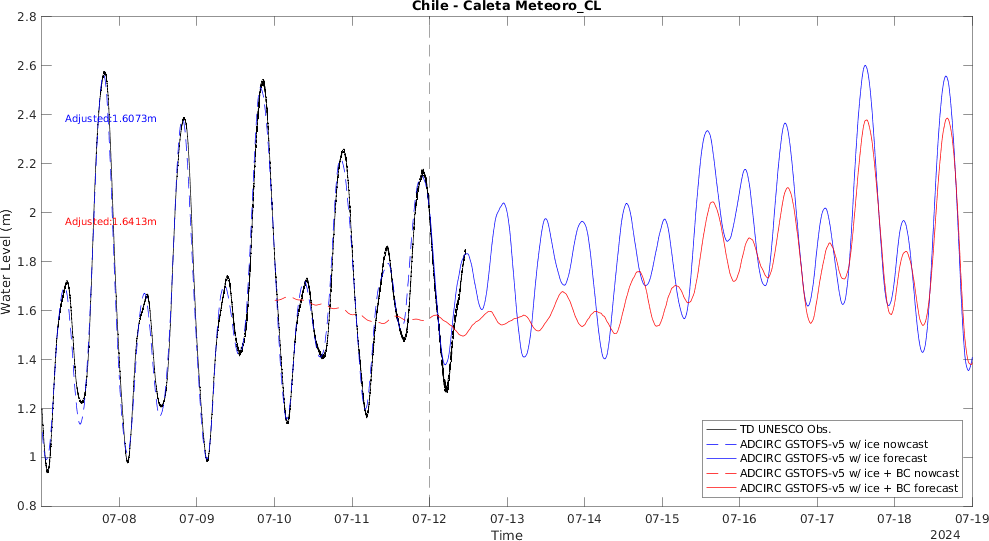 Chile - Caleta Meteoro_CL
2.8
2.6
2.4
2.2
2
1.8
1.6
1.4
1.2
1
0.8
Water Level (m)
Adjusted:1.6073m
Adjusted:1.6413m
TD UNESCO Obs.
ADCIRC GSTOFS-v5 w/ ice nowcast
ADCIRC GSTOFS-v5 w/ ice forecast
ADCIRC GSTOFS-v5 w/ ice + BC nowcast
ADCIRC GSTOFS-v5 w/ ice + BC forecast
07-08 07-09 07-10 07-11 07-12 07-13 07-14 07-15 07-16 07-17 07-18 07-19
Time
2024